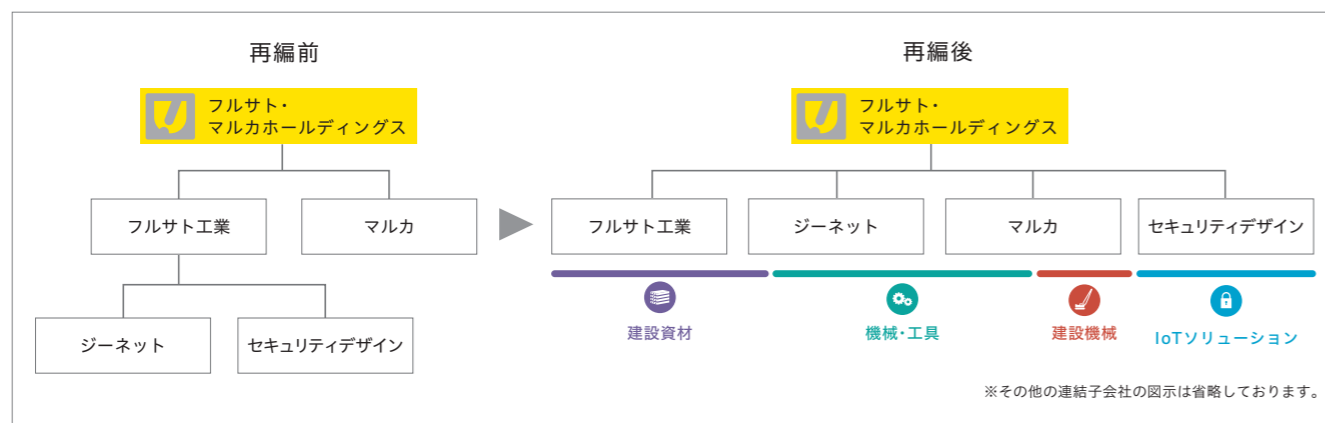 再編前
フルサト・
マルカホールディングス
フルサト工業
マルカ
ジーネット
セキュリティデザイン
再編後
フルサト・
マルカホールディングス
フルサト工業
ジーネット
マルカ
セキュリティデザイン
建設資材
機械・工具
建設機械
IoTソリューション
※その他の連結子会社の図示は省略しております。